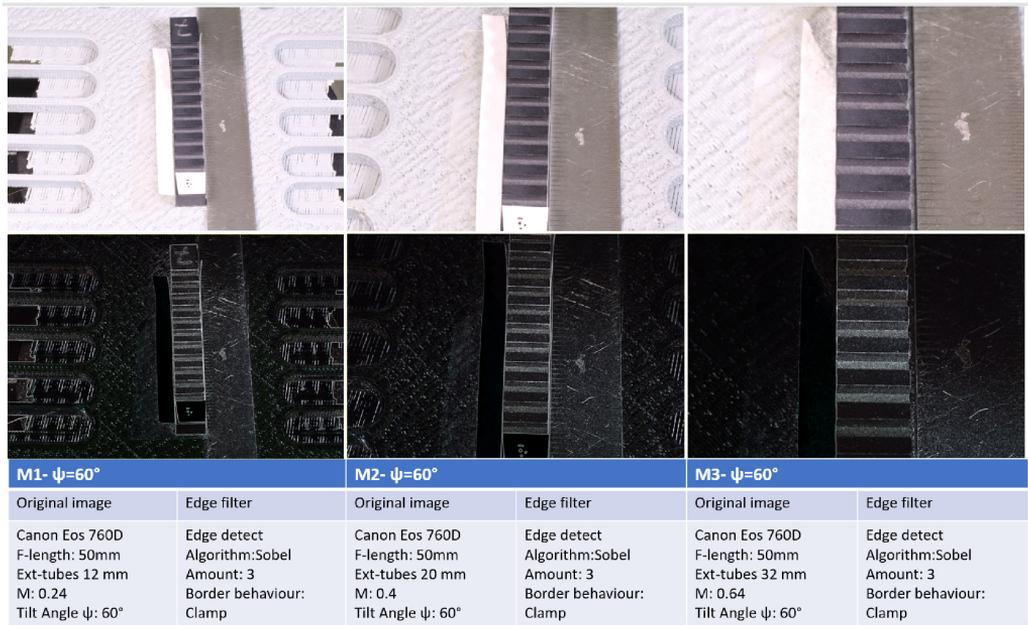 M1- ψ=60°
M2- ψ=60°
M3- ψ=60°
Original image
Edge filter
Original image
Edge filter
Original image
Edge filter
Canon Eos 760D
F-length: 50mm
Ext-tubes 12 mm
M: 0.24
Tilt Angle ψ: 60°
Edge detect
Algorithm:Sobel
Amount: 3
Border behaviour:
Clamp
Canon Eos 760D
F-length: 50mm
Ext-tubes 20 mm
M: 0.4
Tilt Angle ψ: 60°
Edge detect
Algorithm:Sobel
Amount: 3
Border behaviour:
Clamp
Canon Eos 760D
F-length: 50mm
Ext-tubes 32 mm
M: 0.64
Tilt Angle ψ: 60°
Edge detect
Algorithm:Sobel
Amount: 3
Border behaviour:
Clamp